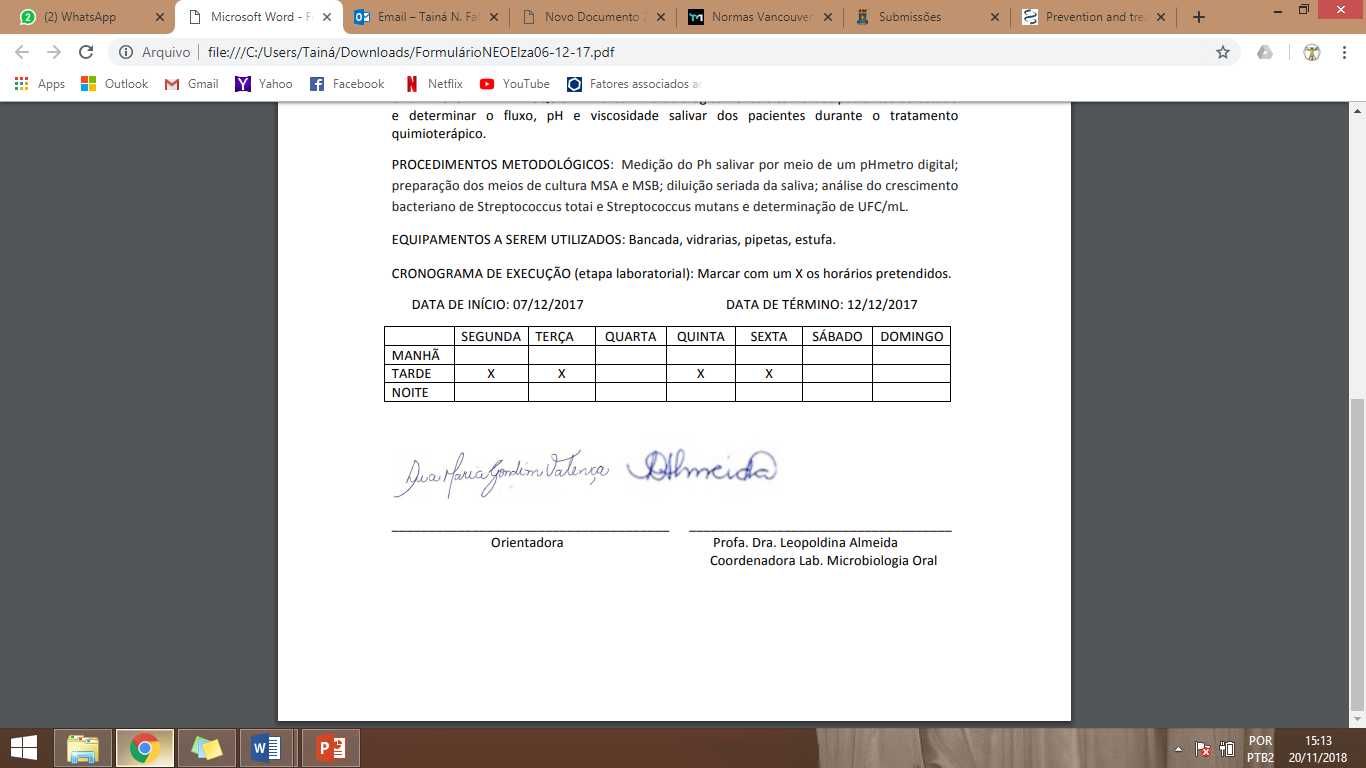 (2) WhatsApp
Microsoft Word - F
Email – Tainá N. Fa
Novo Documento 2
Normas Vancouver
Submissões
Prevention and trea
Arquivo
file:///C:/Users/Tainá/Downloads/FormulárioNEOElza06-12-17.pdf
Apps
Outlook
Gmail
Yahoo
Facebook
Netflix
YouTube
Fatores associados ao
e determinar o fluxo, pH e viscosidade salivar dos pacientes durante o tratamento
quimioterápico.
PROCEDIMENTOS METODOLÓGICOS: Medição do Ph salivar por meio de um pHmetro digital;
preparação dos meios de cultura MSA e MSB; diluição seriada da saliva; análise do crescimento
bacteriano de Streptococcus totai e Streptococcus mutans e determinação de UFC/mL.
EQUIPAMENTOS A SEREM UTILIZADOS: Bancada, vidrarias, pipetas, estufa.
CRONOGRAMA DE EXECUÇÃO (etapa laboratorial): Marcar com um X os horários pretendidos.
DATA DE INÍCIO: 07/12/2017 DATA DE TÉRMINO: 12/12/2017
SEGUNDA TERÇA QUARTA QUINTA SEXTA SÁBADO DOMINGO
MANHÃ
TARDE X X X X
NOITE
Maria Gondim Valença Almeida
Orientadora Profa. Dra. Leopoldina Almeida
Coordenadora Lab. Microbiologia Oral
POR
PTB2
15:13
20/11/2018